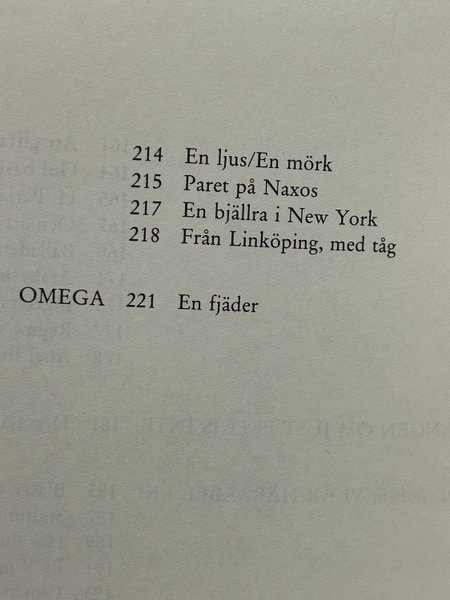 214 En ljus/En mörk
215 Paret på Naxos
217 En bjällra i New York
218 Från Linköping, med tåg
OMEGA 221 En fjäder